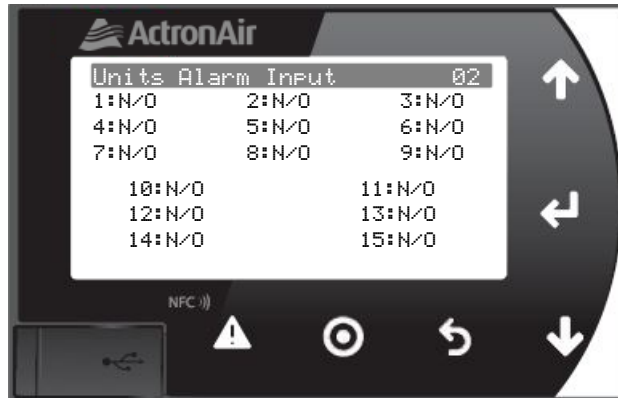 ActronAir
Units Alarm Input 02
1:N/O 2:N/O 3:N/O
4:N/O 5:N/O 6:N/O
7:N/O 8:N/O 9:N/O
10:N/O 11:N/O
12:N/O 13:N/O
14:N/O 15:N/O
NFC